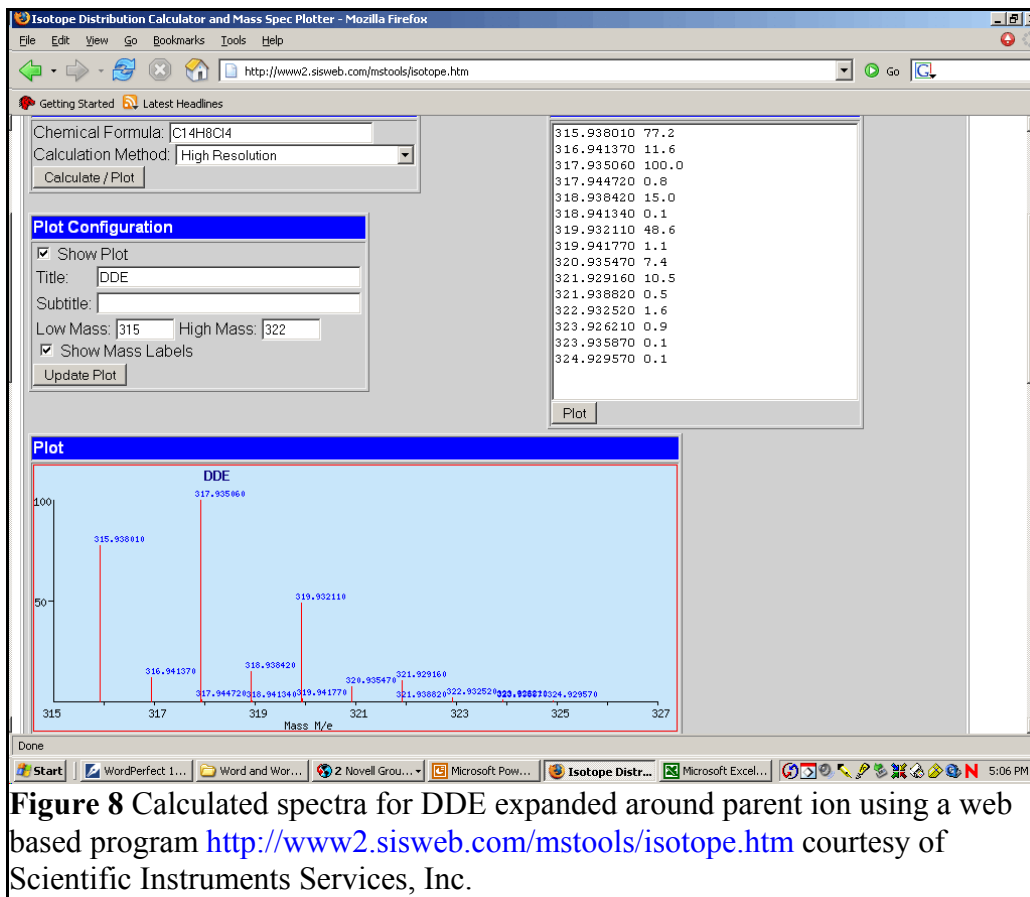 Isotope Distribution Calculator and Mass Spec Plotter - Mozilla Firefox
File Edit View Go Bookmarks Tools Help
http://www2.sisweb.com/mstools/isotope.htm Go G
Getting Started Latest Headlines
Chemical Formula: C14H8Cl4
Calculation Method: High Resolution
Calculate / Plot
315.938010 77.2
316.941370 11.6
317.935060 100.0
317.944720 0.8
318.938420 15.0
318.941340 0.1
319.932110 48.6
319.941770 1.1
320.935470 7.4
321.929160 10.5
321.938820 0.5
322.932520 1.6
323.926210 0.9
323.935870 0.1
324.929570 0.1
Plot
Plot Configuration
Show Plot
Title: DDE
Subtitle:
Low Mass: 315 High Mass: 322
Show Mass Labels
Update Plot
Plot
DDE
317.935060
100
315.938010
50
319.932110
316.941370
318.938420
320.935470
321.929160
317.944720
318.941340
319.941770
321.938820
322.932520
324.929570
315 317 319 321 323 325 327
Mass M/e
Done
Start WordPerfect 1... Word and Wor... 2 Novell Grou... Microsoft Pow... Isotope Distr... Microsoft Excel... N 5:06 PM
Figure 8 Calculated spectra for DDE expanded around parent ion using a web
based program http://www2.sisweb.com/mstools/isotope.htm courtesy of
Scientific Instruments Services, Inc.